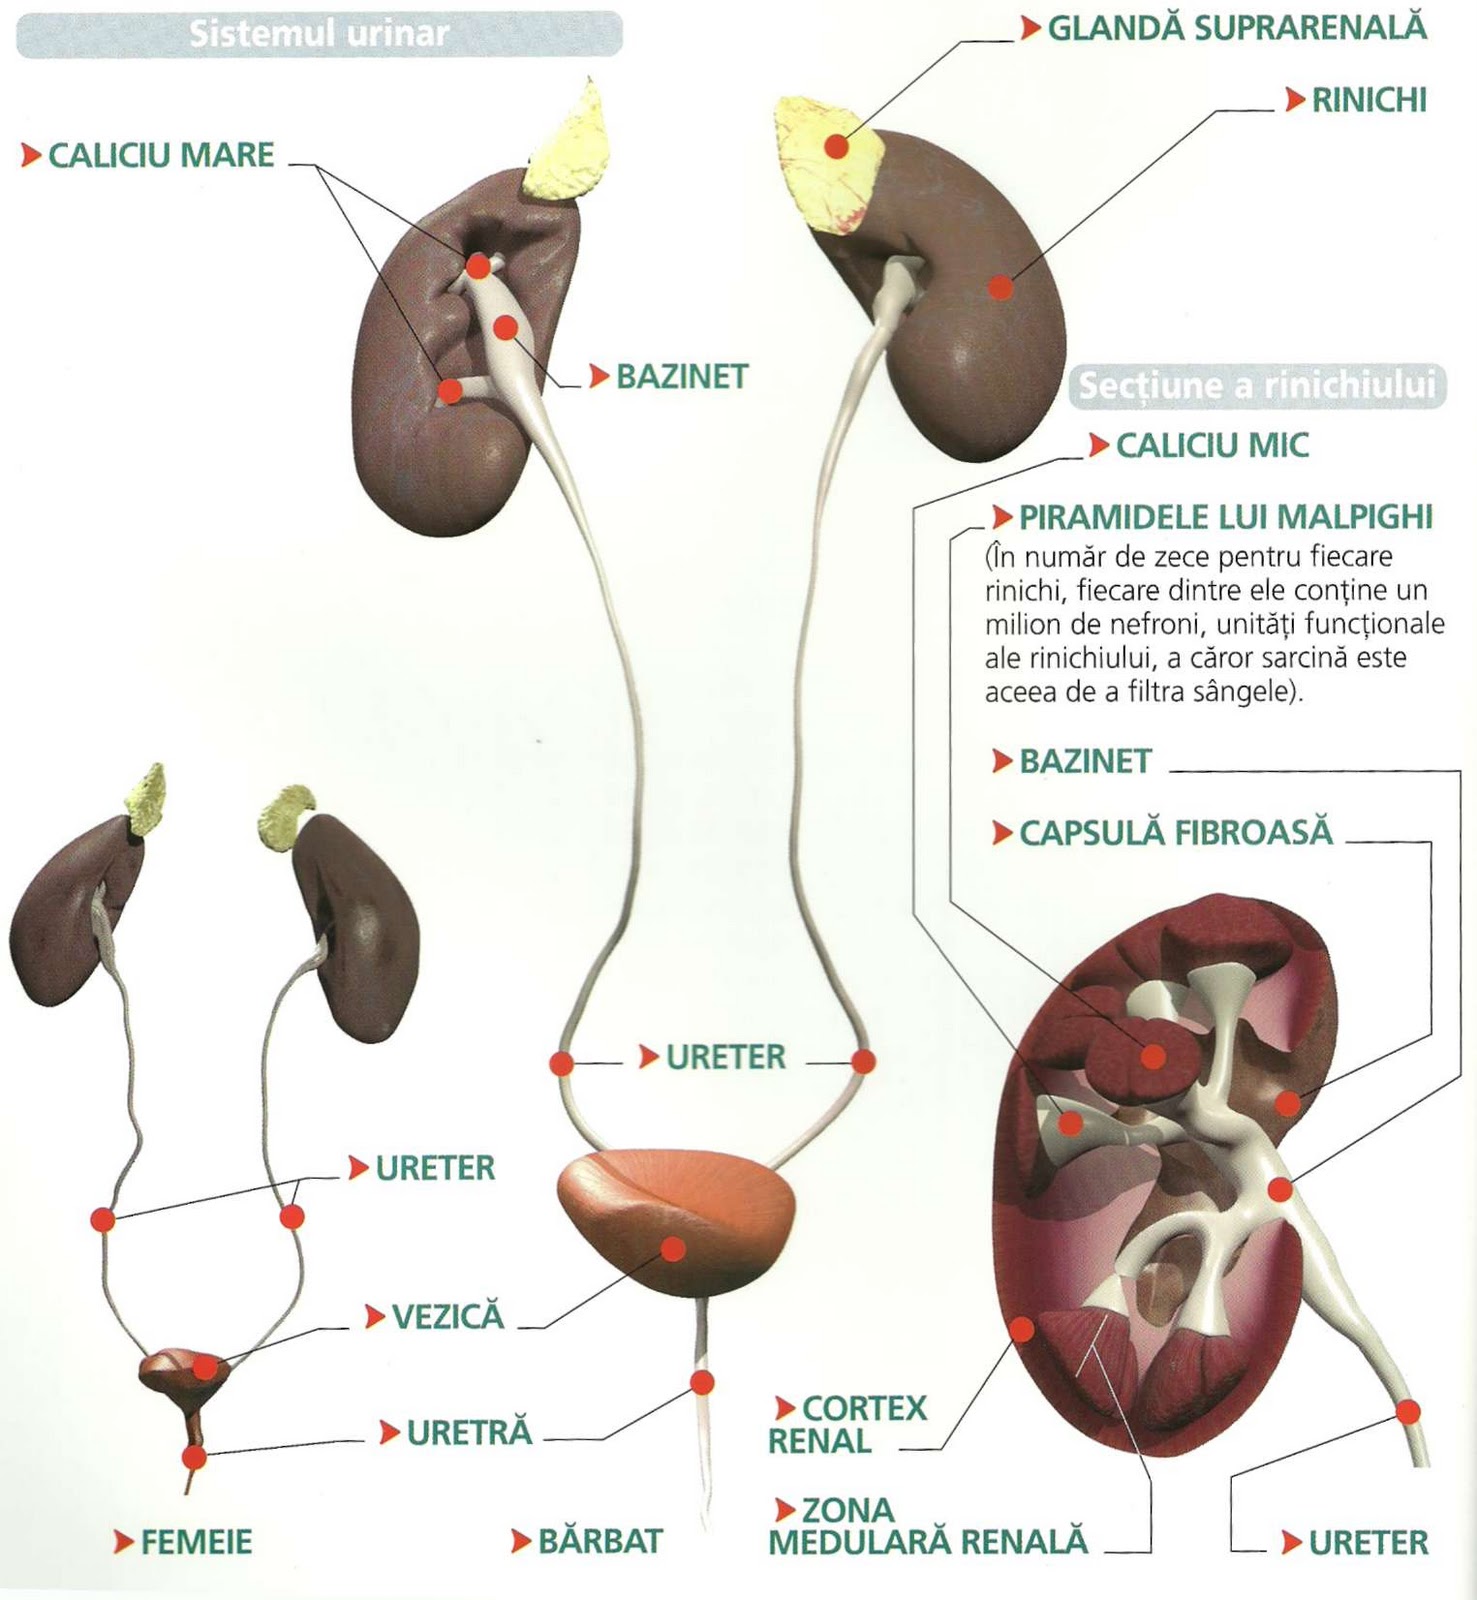 Sistemul urinar
GLANDĂ SUPRARENALĂ
RINICHI
CALICIU MARE
BAZINET
Secțiune a rinichiului
CALICIU MIC
PIRAMIDELE LUI MALPIGHI
(În număr de zece pentru fiecare
rinichi, fiecare dintre ele conține un
milion de nefroni, unități funcționale
ale rinichiului, a căror sarcină este
aceea de a filtra sângele).
BAZINET
CAPSULĂ FIBROASĂ
URETER
URETER
VEZICĂ
URETRĂ
CORTEX
RENAL
ZONA
MEDULARĂ RENALĂ
URETER
FEMEIE
BĂRBAT